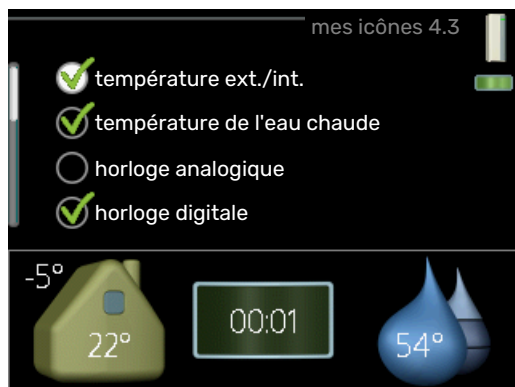 mes icônes 4.3
température ext./int.
température de l'eau chaude
horloge analogique
horloge digitale
-5°
22°
00:01
54°